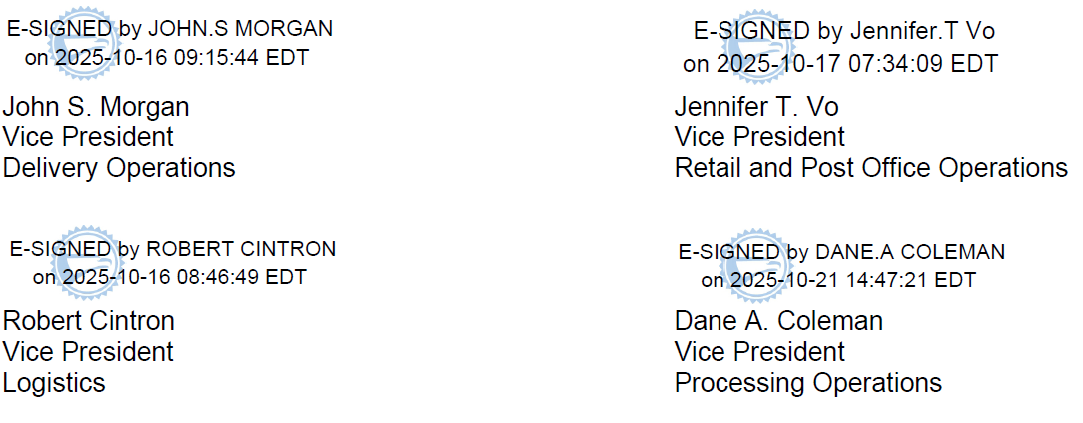 E-SIGNED by JOHN.S MORGAN
on 2025-10-16 09:15:44 EDT
John S. Morgan
Vice President
Delivery Operations
E-SIGNED by Jennifer.T Vo
on 2025-10-17 07:34:09 EDT
Jennifer T. Vo
Vice President
Retail and Post Office Operations
E-SIGNED by ROBERT CINTRON
on 2025-10-16 08:46:49 EDT
Robert Cintron
Vice President
Logistics
E-SIGNED by DANE.A COLEMAN
on 2025-10-21 14:47:21 EDT
Dane A. Coleman
Vice President
Processing Operations